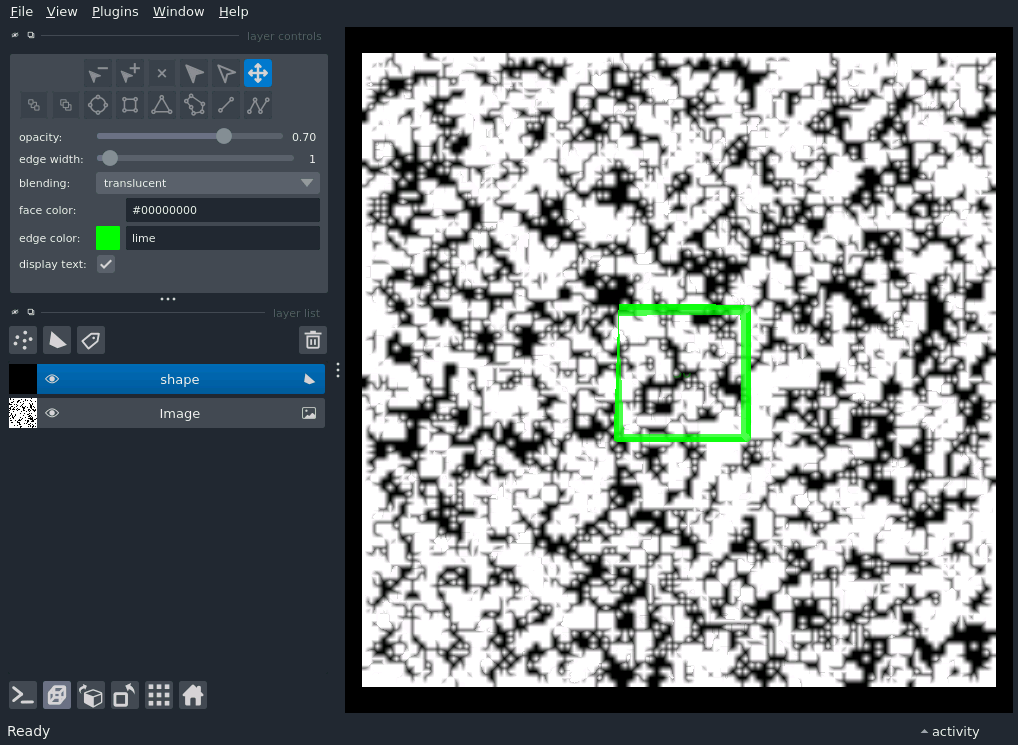 File View Plugins Window Help
layer controls
opacity: 0.70
edge width: 1
blending: translucent
face color: #00000000
edge color: lime
display text:
layer list
shape
Image
Ready
activity